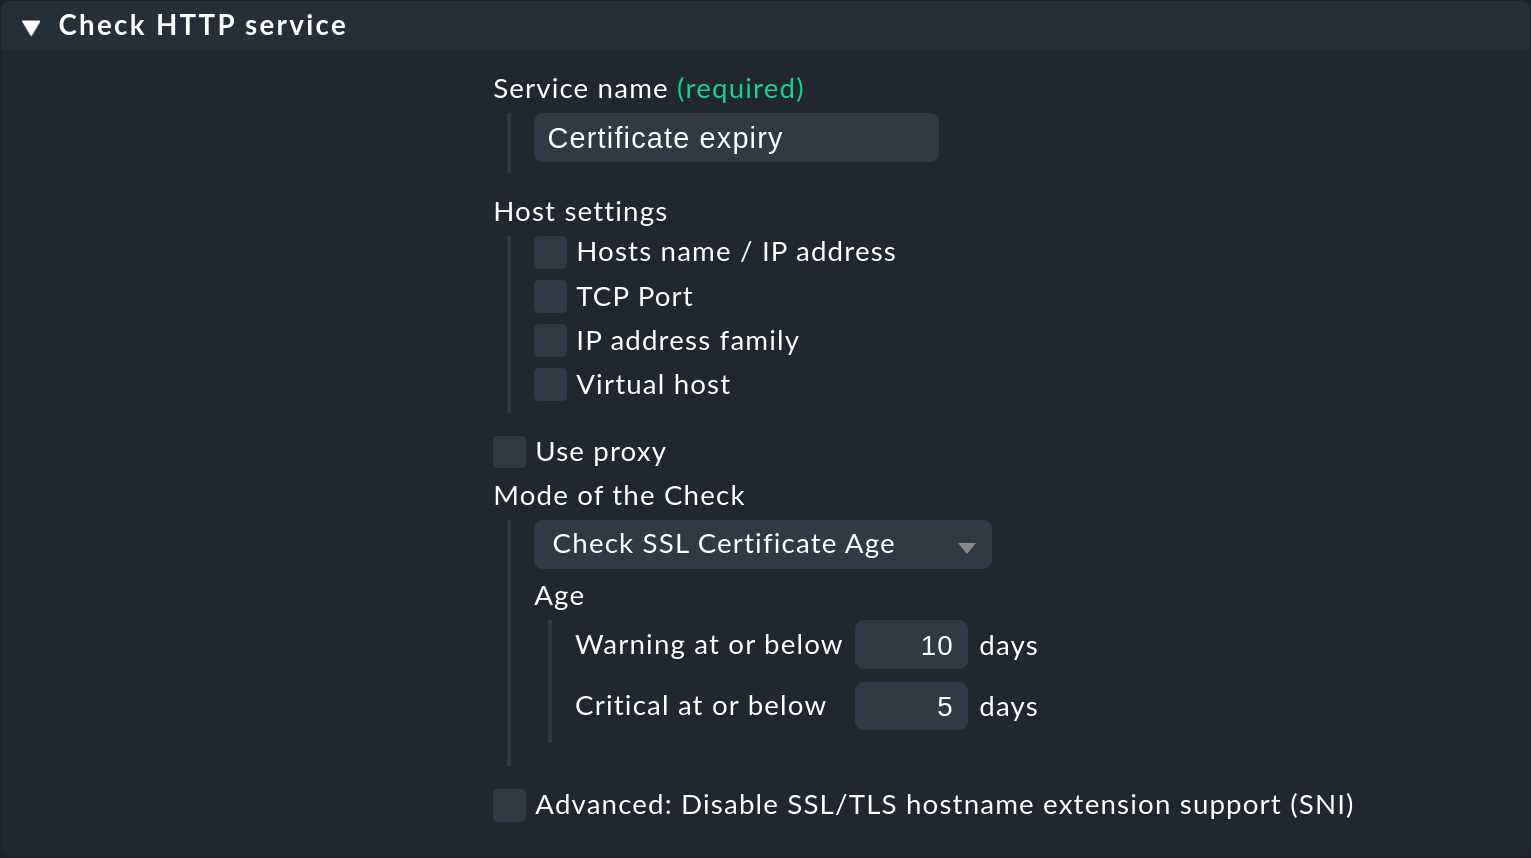 Check HTTP service
Service name (required)
Certificate expiry
Host settings
Hosts name / IP address
TCP Port
IP address family
Virtual host
Use proxy
Mode of the Check
Check SSL Certificate Age
Age
Warning at or below 10 days
Critical at or below 5 days
Advanced: Disable SSL/TLS hostname extension support (SNI)